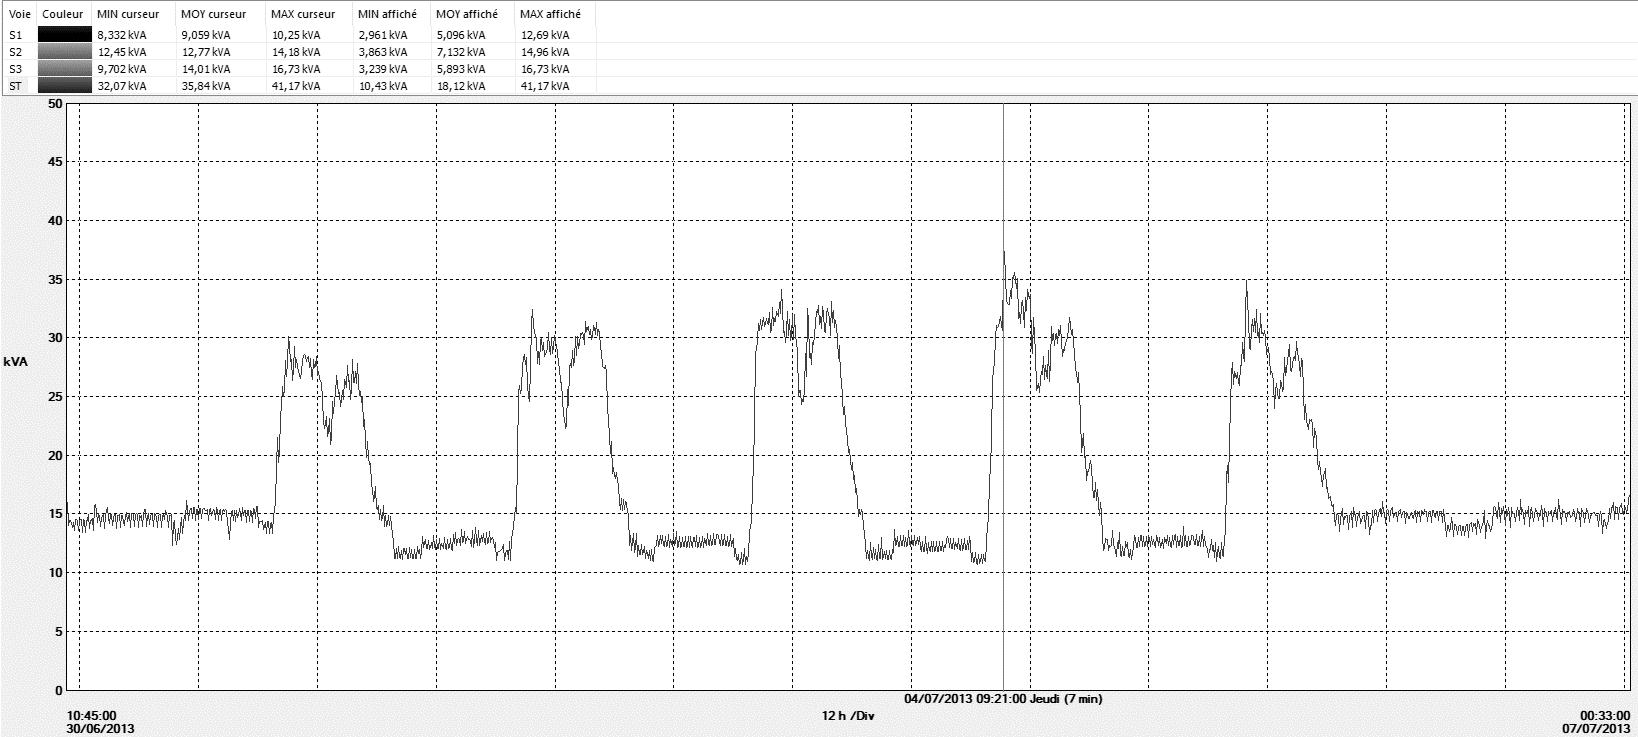 Voie Couleur MIN curseur MOY curseur MAX curseur MIN affiché MOY affiché MAX affiché
S1 8,332 kVA 9,059 kVA 10,25 kVA 2,961 kVA 5,096 kVA 12,69 kVA
S2 12,45 kVA 12,77 kVA 14,18 kVA 3,863 kVA 7,132 kVA 14,96 kVA
S3 9,702 kVA 14,01 kVA 16,73 kVA 3,239 kVA 5,893 kVA 16,73 kVA
ST 32,07 kVA 35,84 kVA 41,17 kVA 10,43 kVA 18,12 kVA 41,17 kVA
50
45
40
35
30
kVA
25
20
15
10
5
0
04/07/2013 09:21:00 Jeudi (7 min)
10:45:00 12 h /Div 00:33:00
30/06/2013 07/07/2013